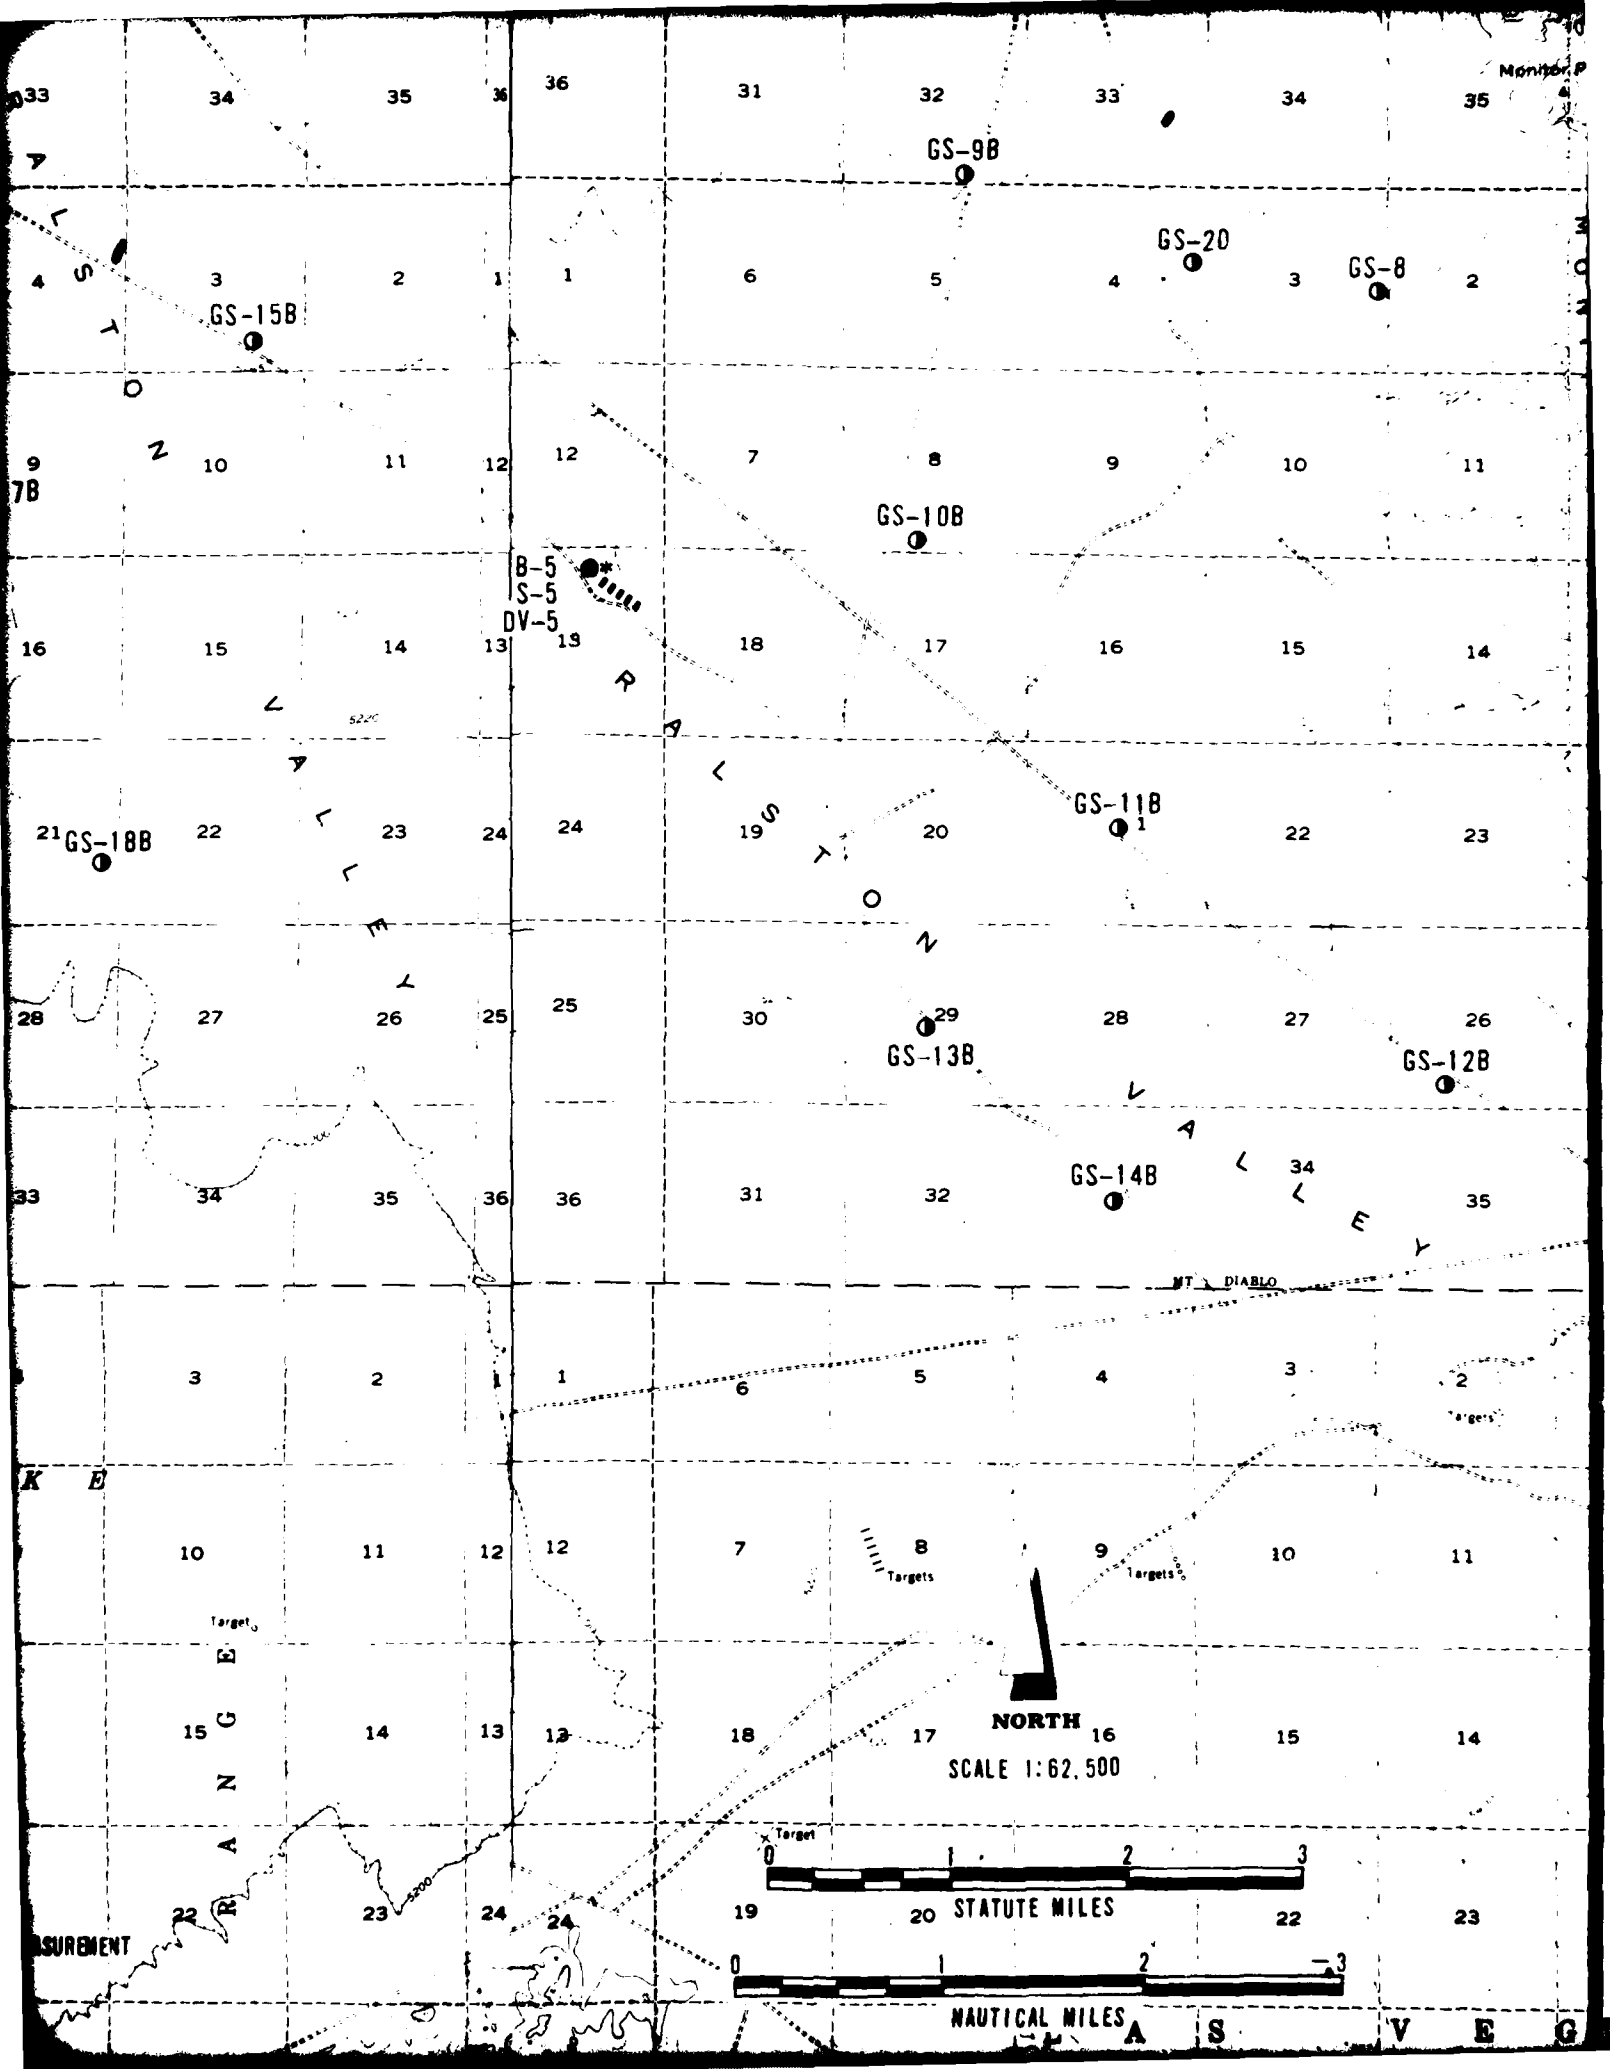 Monitor P
33 34 35 36 36 31 32 33 34 35
GS-9B
GS-20
GS-8
4 3 2 1 1 6 5 4 3 2
GS-15B
RALSTON
9 10 11 12 12 7 8 9 10 11
7B
GS-10B
B-5
S-5
DV-5
16 15 14 13 13 18 17 16 15 14
VALLEY
RALSTON
GS-11B
21 22 23 24 24 19 20 1 22 23
GS-18B
28 27 26 25 25 30 29 28 27 26
GS-13B
GS-12B
VALLEY
GS-14B
33 34 35 36 36 31 32 34 35
MT DIABLO
3 2 1 1 6 5 4 3 2
Targets
K E
10 11 12 12 7 8 9 10 11
Targets
Targets
Target
RANGE
NORTH
15 14 13 13 18 17 16 15 14
SCALE 1:62,500
Target
0 1 2 3
STATUTE MILES
5200
22 23 24 24 19 20 22 23
SUREMENT
0 1 2 3
NAUTICAL MILES
A S V E G